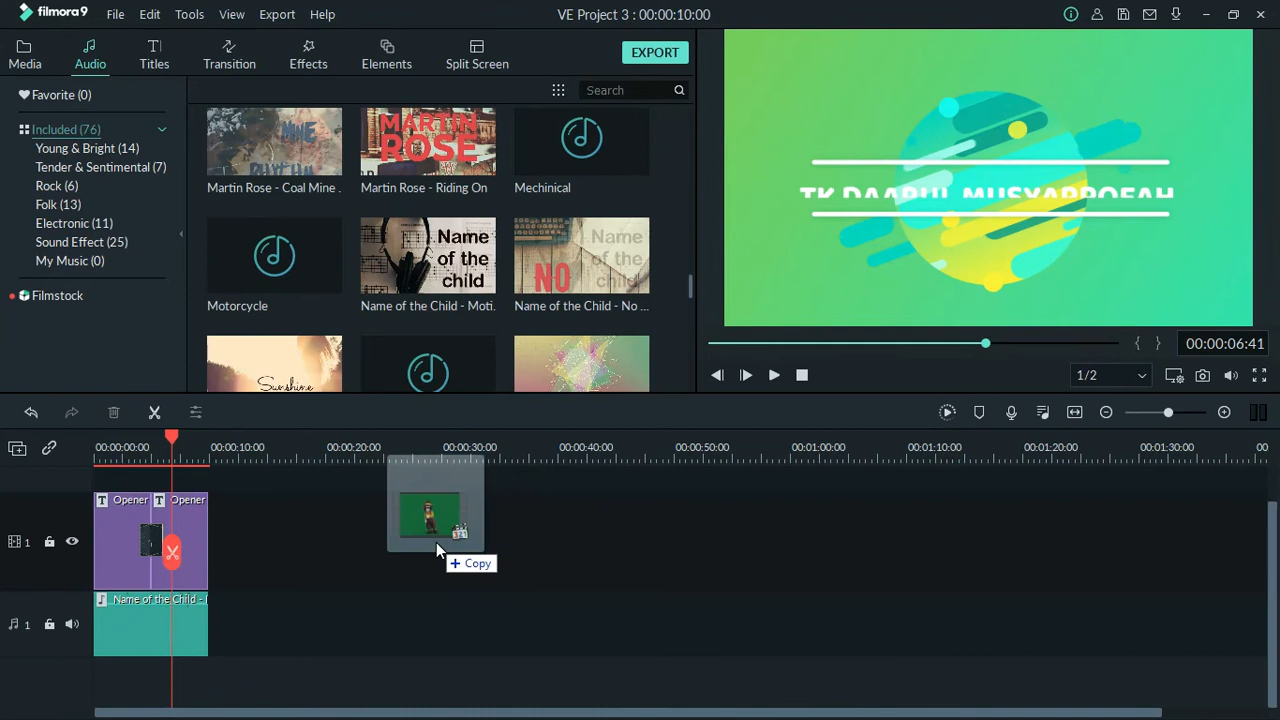 filmora9
File Edit Tools View Export Help
VE Project 3 : 00:00:10:00
Media Audio Titles Transition Effects Elements Split Screen
EXPORT
Favorite (0)
Included (76)
Young & Bright (14)
Tender & Sentimental (7)
Rock (6)
Folk (13)
Electronic (11)
Sound Effect (25)
My Music (0)
Filmstock
Search
MINE
RHYTHM
MARTIN
ROSE
Martin Rose - Coal Mine .
Martin Rose - Riding On
Mechinical
Name
of the
child
Name
of the
NO child
Motorcycle
Name of the Child - Moti.
Name of the Child - No ...
Sunshine
TK DAARUL MUSYARROFAH
00:00:06:41
1/2
00:00:00:00 00:00:10:00 00:00:20:00 00:00:30:00 00:00:40:00 00:00:50:00 00:01:00:00 00:01:10:00 00:01:20:00 00:01:30:00 00
T Opener T Opener
1
+ Copy
Name of the Child -
1